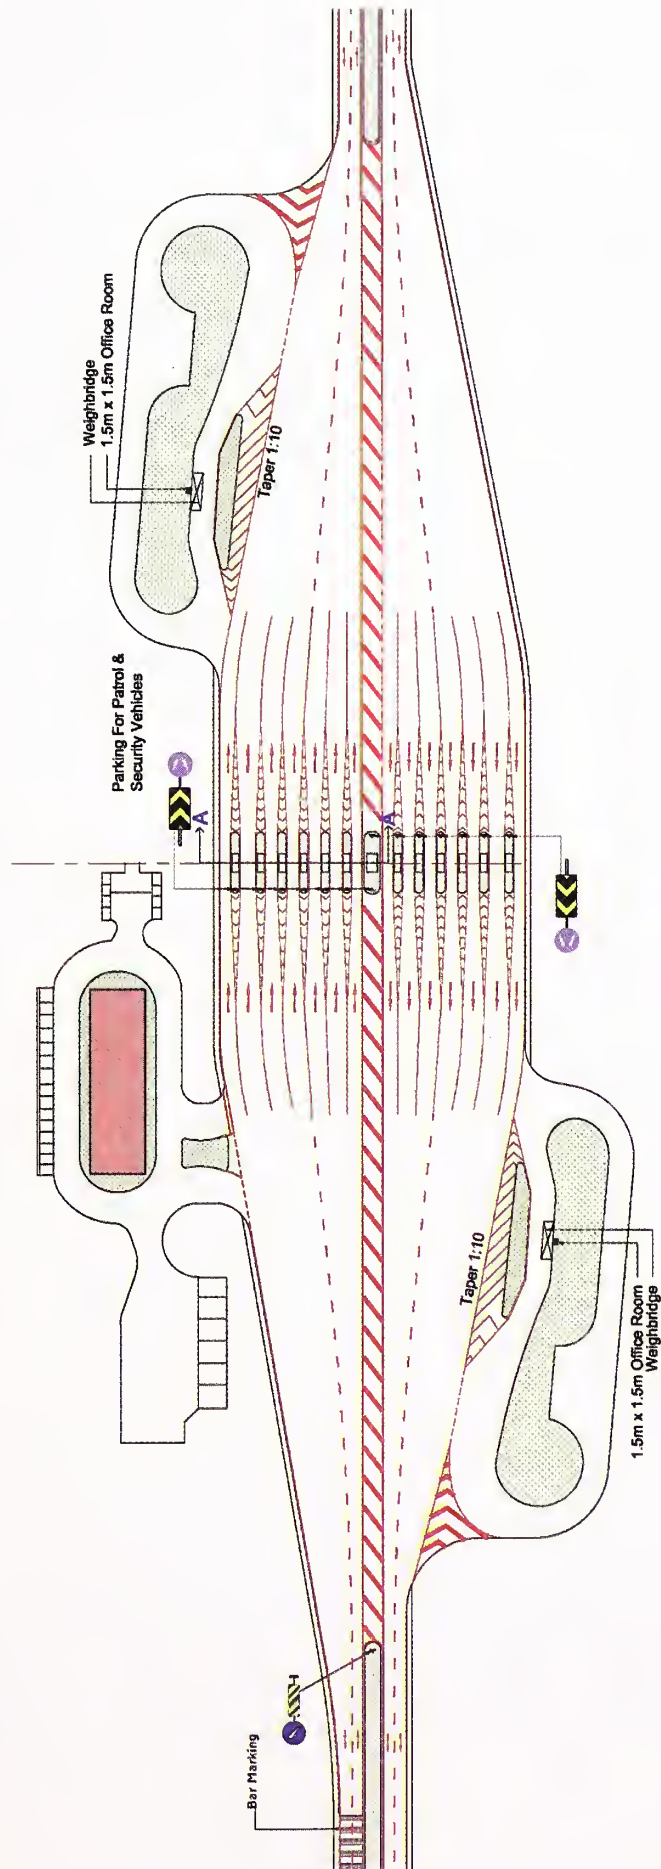 Weighbridge
1.5m x 1.5m Office Room
Taper 1:10
Parking For Patrol &
Security Vehicles
A
A
Taper 1:10
1.5m x 1.5m Office Room
Weighbridge
Bar Marking